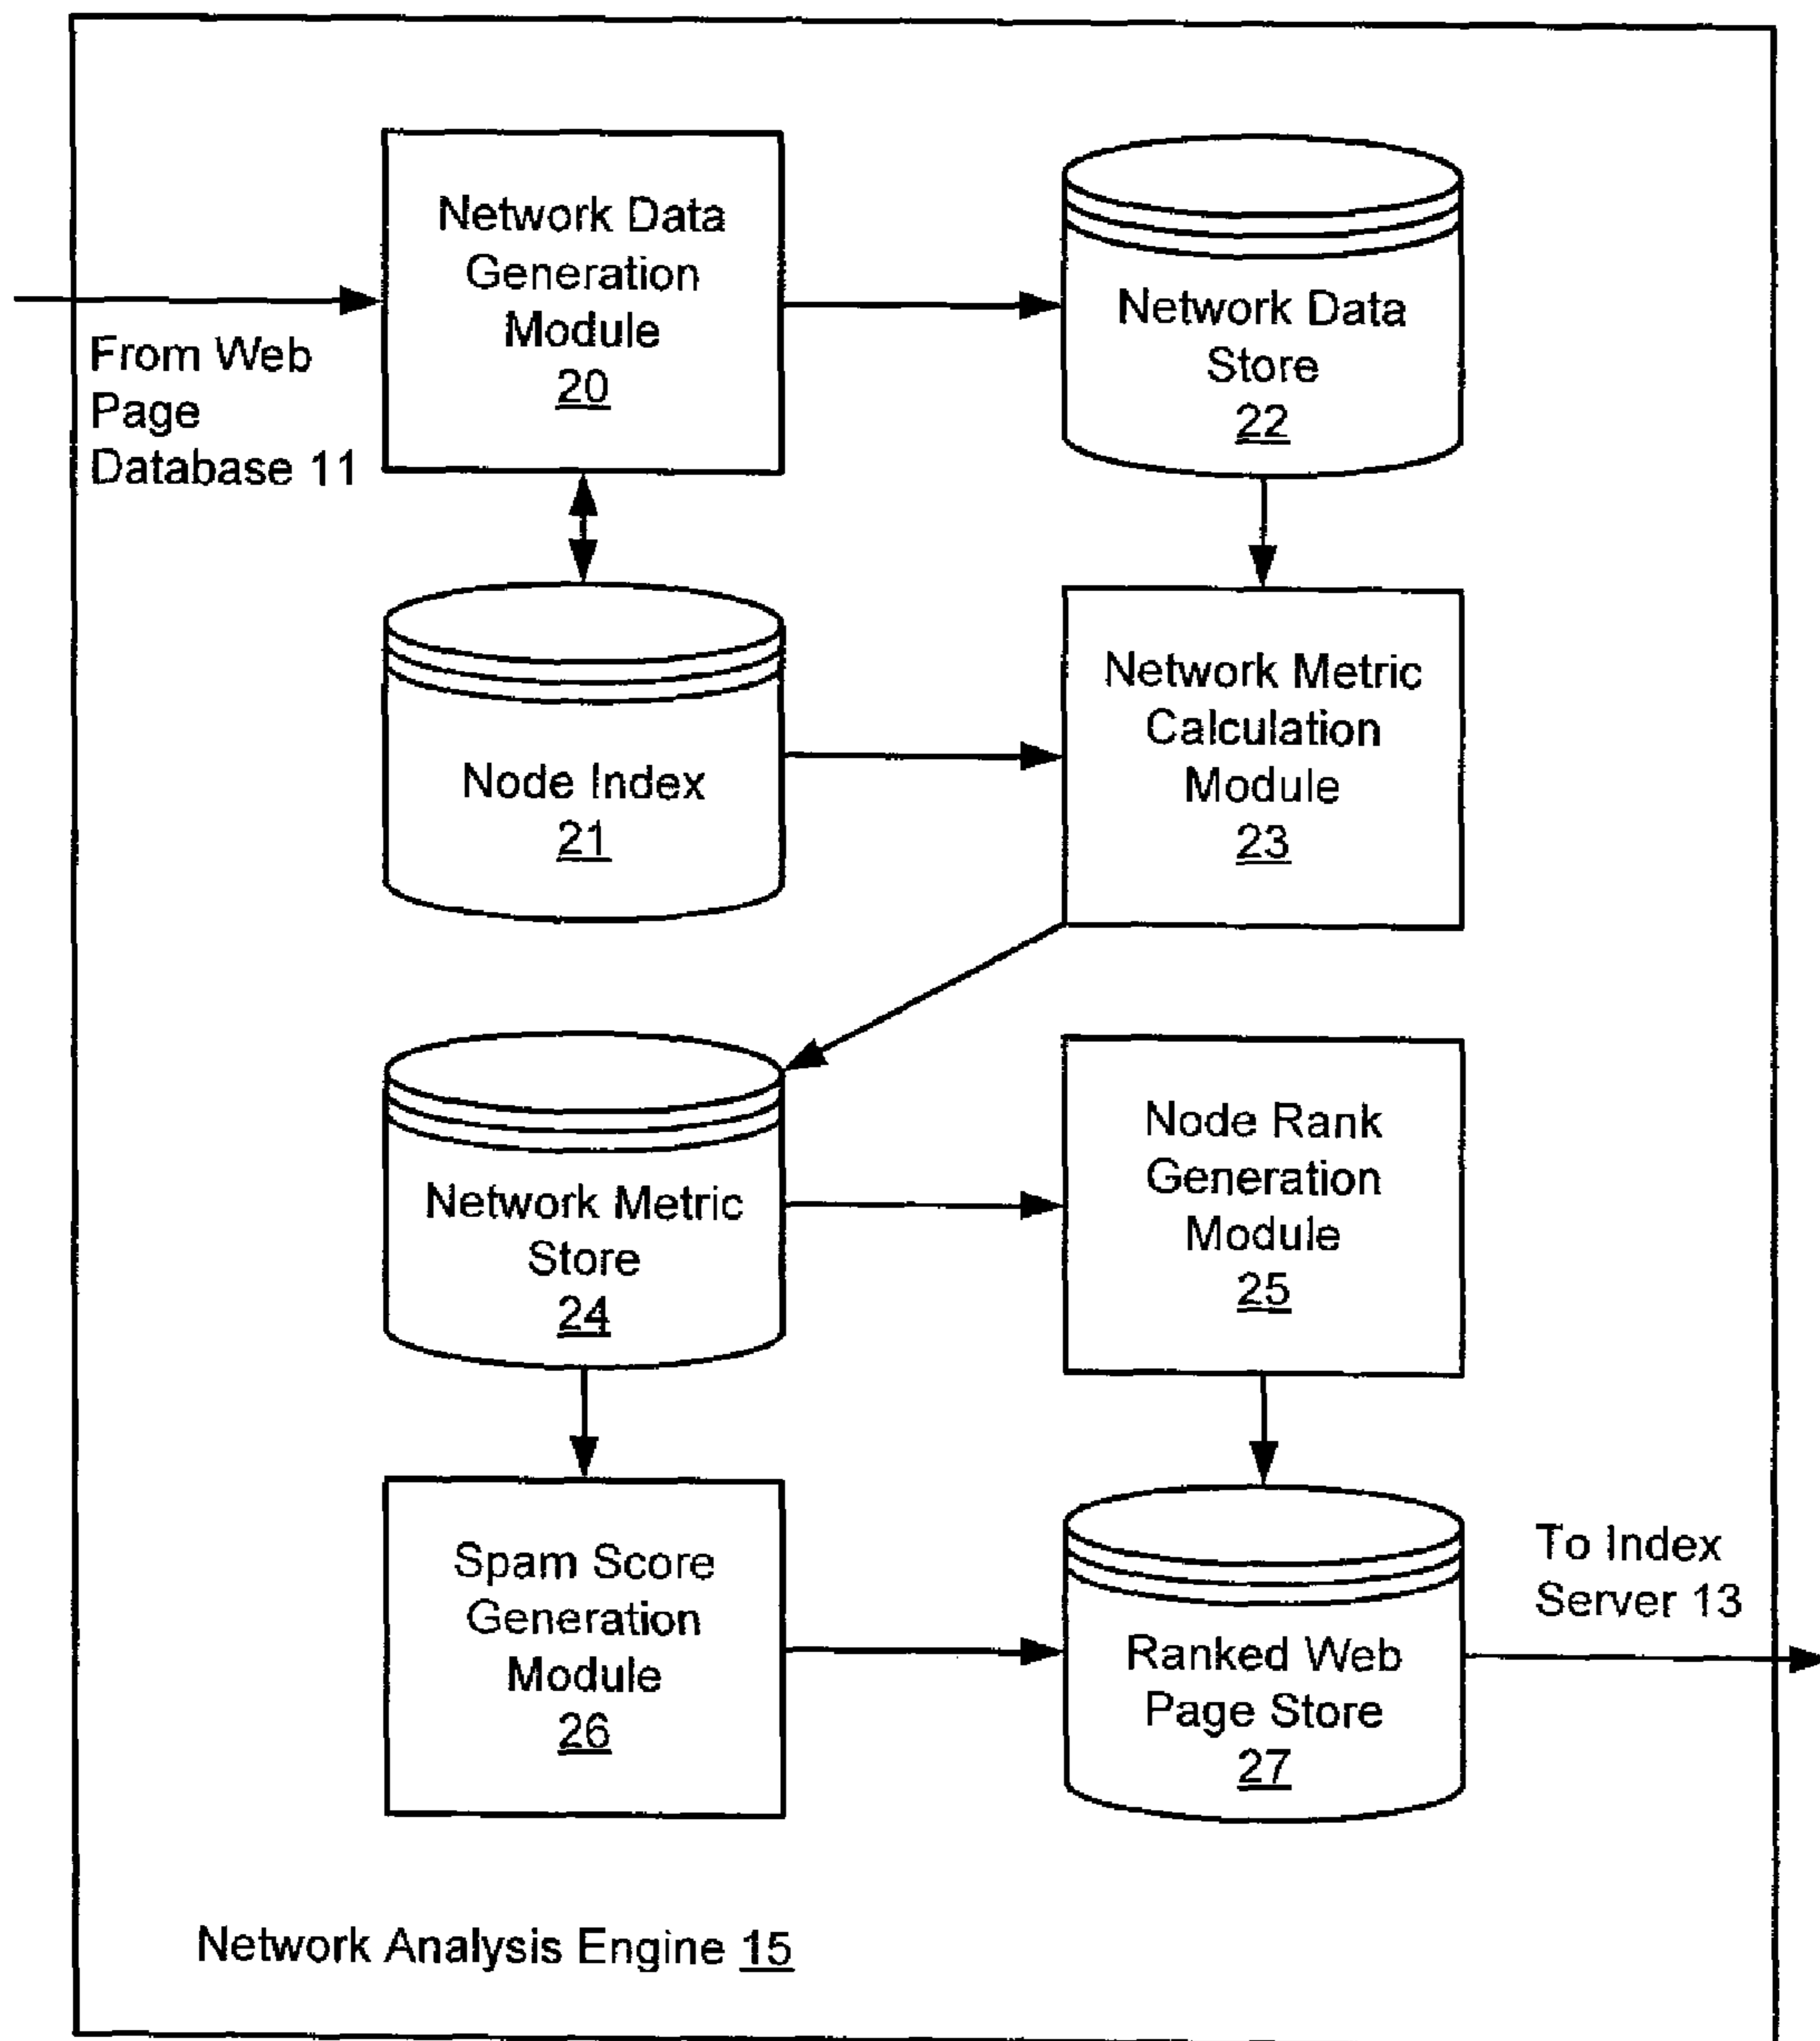 Network Data
Generation
Module
20
Network Data
Store
22
From Web
Page
Database 11
Node Index
21
Network Metric
Calculation
Module
23
Network Metric
Store
24
Node Rank
Generation
Module
25
Spam Score
Generation
Module
26
Ranked Web
Page Store
27
To Index
Server 13
Network Analysis Engine 15